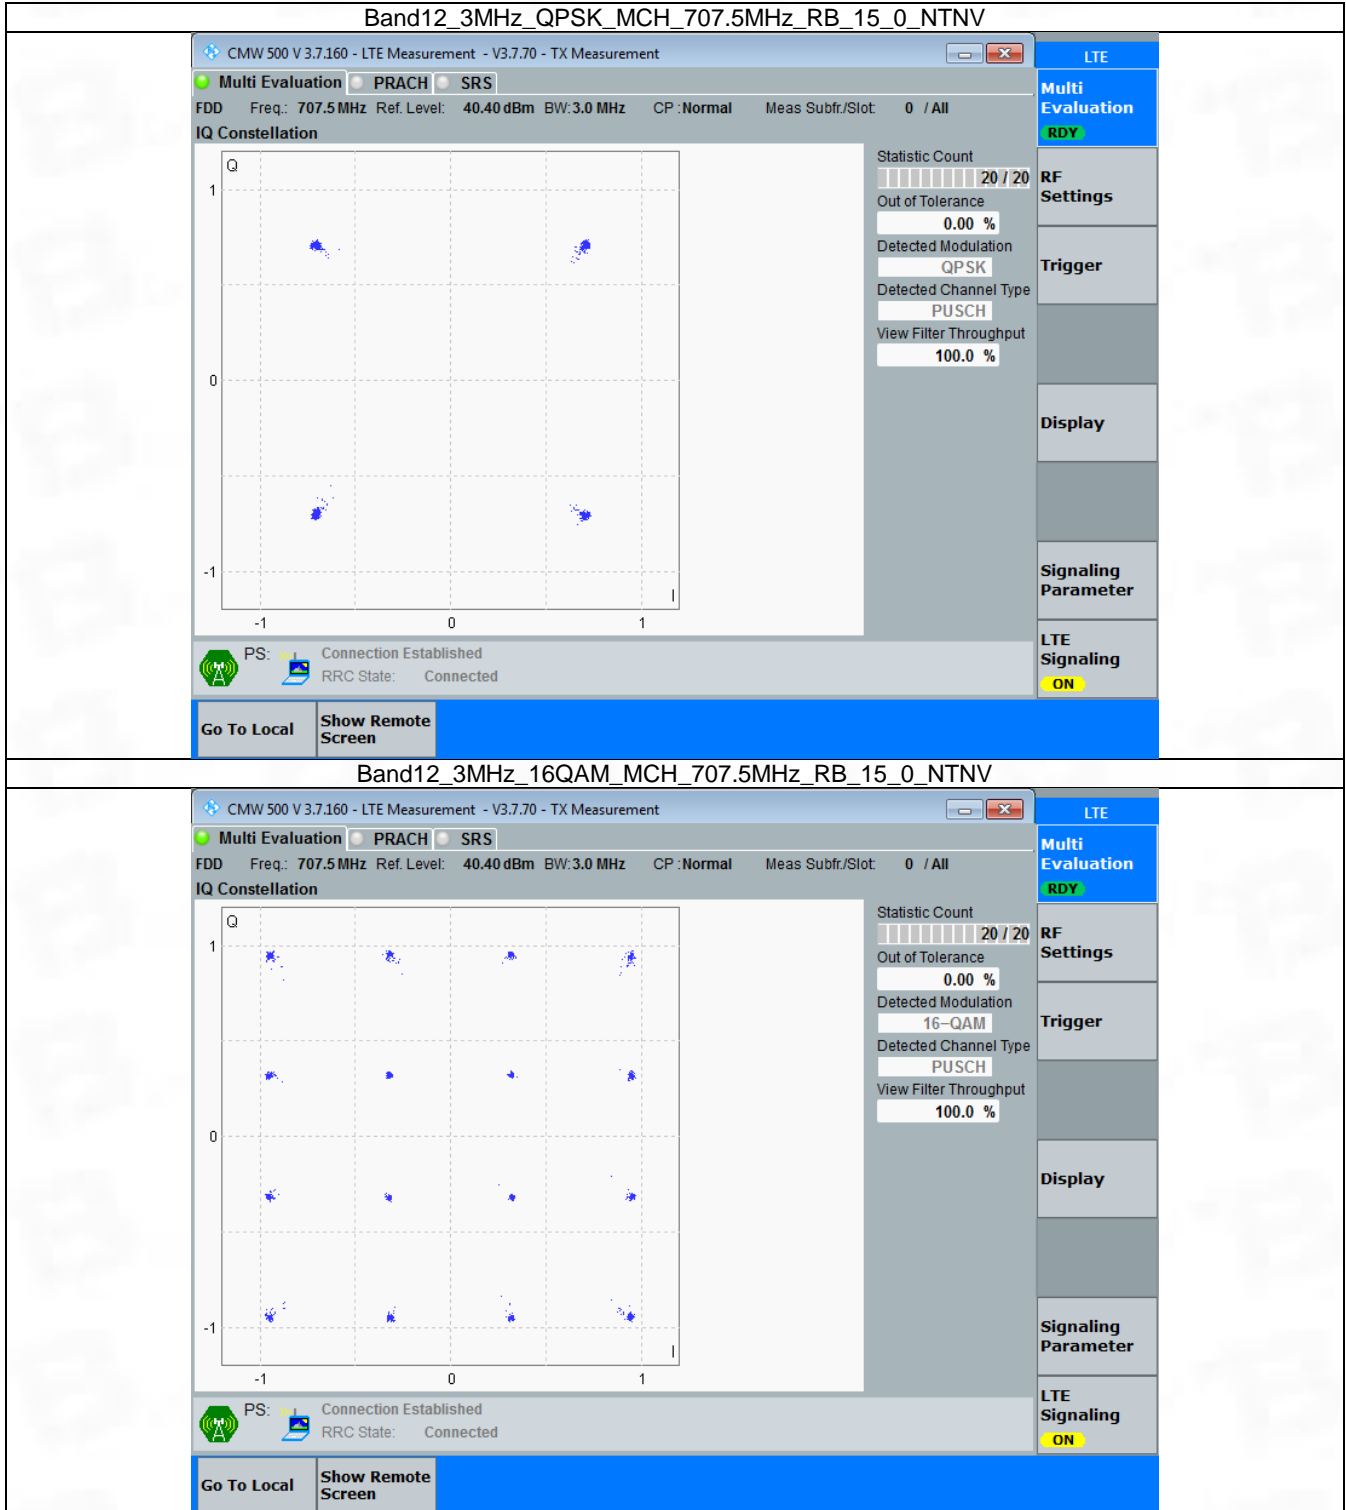 Band12_3MHz_QPSK_MCH_707.5MHz_RB_15_0_NTNV
CMW 500 V 3.7.160 - LTE Measurement - V3.7.70 - TX Measurement
LTE
Multi Evaluation PRACH SRS
Multi
Evaluation
RDY
FDD Freq.: 707.5 MHz Ref. Level: 40.40 dBm BW: 3.0 MHz CP : Normal Meas Subfr./Slot: 0 / All
IQ Constellation
Q
1
0
-1
I
-1 0 1
Statistic Count
20 / 20
Out of Tolerance
0.00 %
Detected Modulation
QPSK
Detected Channel Type
PUSCH
View Filter Throughput
100.0 %
RF
Settings
Trigger
Display
Signaling
Parameter
LTE
Signaling
ON
PS: Connection Established
RRC State: Connected
Go To Local
Show Remote
Screen
Band12_3MHz_16QAM_MCH_707.5MHz_RB_15_0_NTNV
CMW 500 V 3.7.160 - LTE Measurement - V3.7.70 - TX Measurement
LTE
Multi Evaluation PRACH SRS
Multi
Evaluation
RDY
FDD Freq.: 707.5 MHz Ref. Level: 40.40 dBm BW: 3.0 MHz CP : Normal Meas Subfr./Slot: 0 / All
IQ Constellation
Q
1
0
-1
I
-1 0 1
Statistic Count
20 / 20
Out of Tolerance
0.00 %
Detected Modulation
16-QAM
Detected Channel Type
PUSCH
View Filter Throughput
100.0 %
RF
Settings
Trigger
Display
Signaling
Parameter
LTE
Signaling
ON
PS: Connection Established
RRC State: Connected
Go To Local
Show Remote
Screen